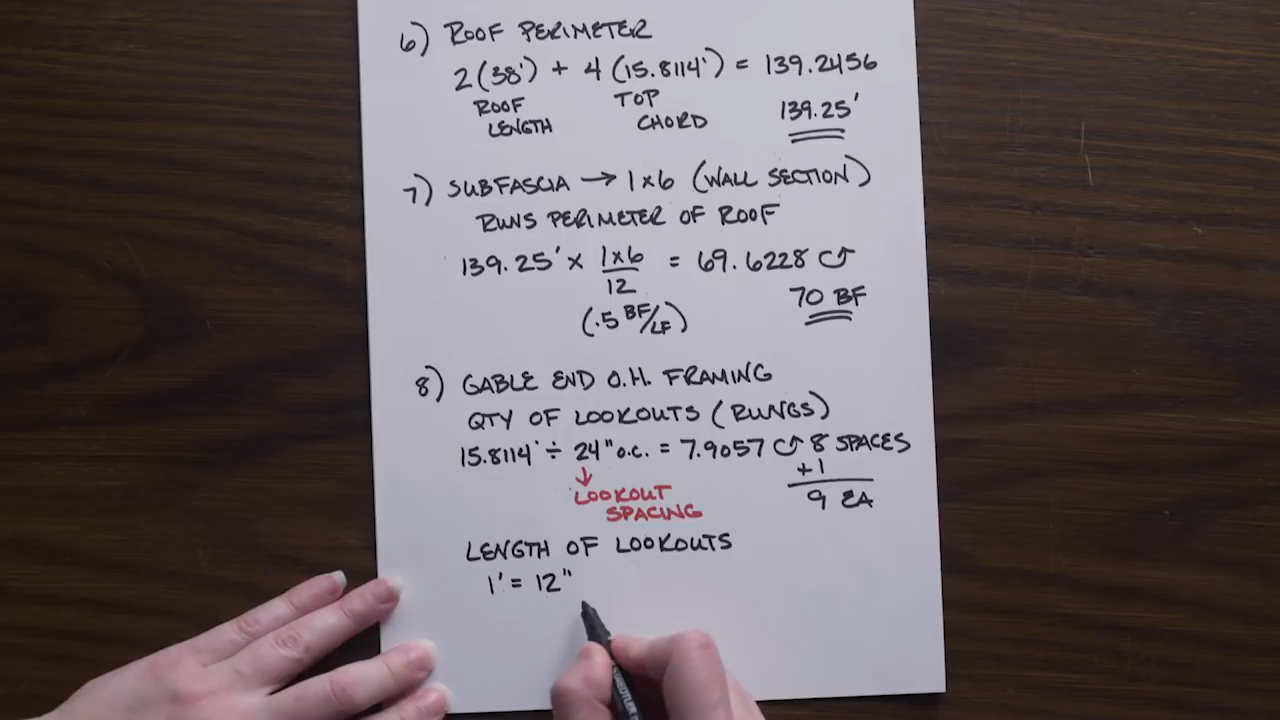 6) ROOF PERIMETER
2(38') + 4(15.8114') = 139.2456
ROOF LENGTH
TOP CHORD
139.25'
7) SUBFASCIA → 1x6 (WALL SECTION)
RUNS PERIMETER OF ROOF
139.25' x 1x6/12 = 69.6228 ↺
(.5 BF/LF)
70 BF
8) GABLE END O.H. FRAMING
QTY OF LOOKOUTS (RUNGS)
15.8114' ÷ 24" o.c. = 7.9057 ↺ 8 SPACES
+1
↓
LOOKOUT
SPACING
9 EA
LENGTH OF LOOKOUTS
1' = 12"
STAEDTLER